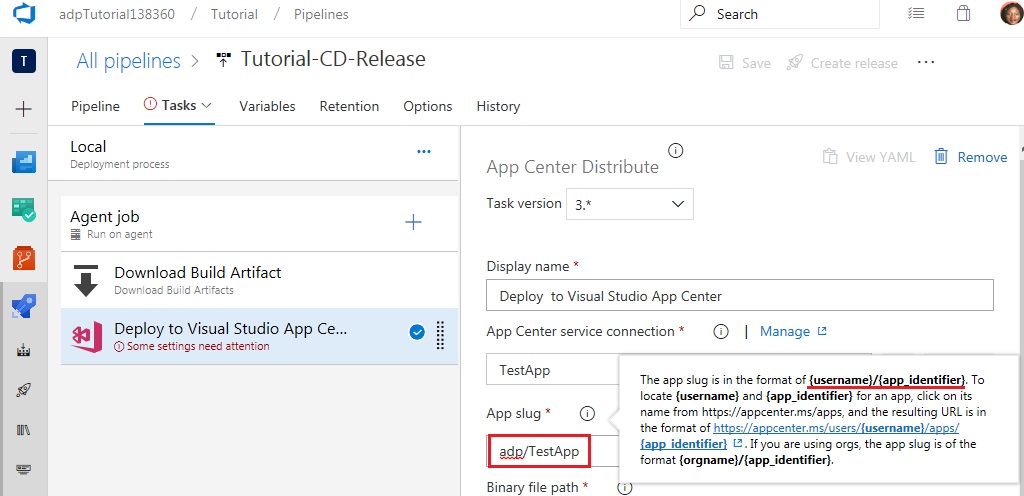 adpTutorial138360 / Tutorial / Pipelines
Search
T
All pipelines > Tutorial-CD-Release
Save
Create release
Pipeline
Tasks
Variables
Retention
Options
History
Local
Deployment process
Agent job
Run on agent
Download Build Artifact
Download Build Artifacts
Deploy to Visual Studio App Ce...
Some settings need attention
App Center Distribute
View YAML
Remove
Task version
3.*
Display name *
Deploy to Visual Studio App Center
App Center service connection *
| Manage
TestApp
App slug *
adp/TestApp
Binary file path *
The app slug is in the format of {username}/{app_identifier}. To
locate {username} and {app_identifier} for an app, click on its
name from https://appcenter.ms/apps, and the resulting URL is in
the format of https://appcenter.ms/users/{username}/apps/
{app_identifier} . If you are using orgs, the app slug is of the
format {orgname}/{app_identifier}.